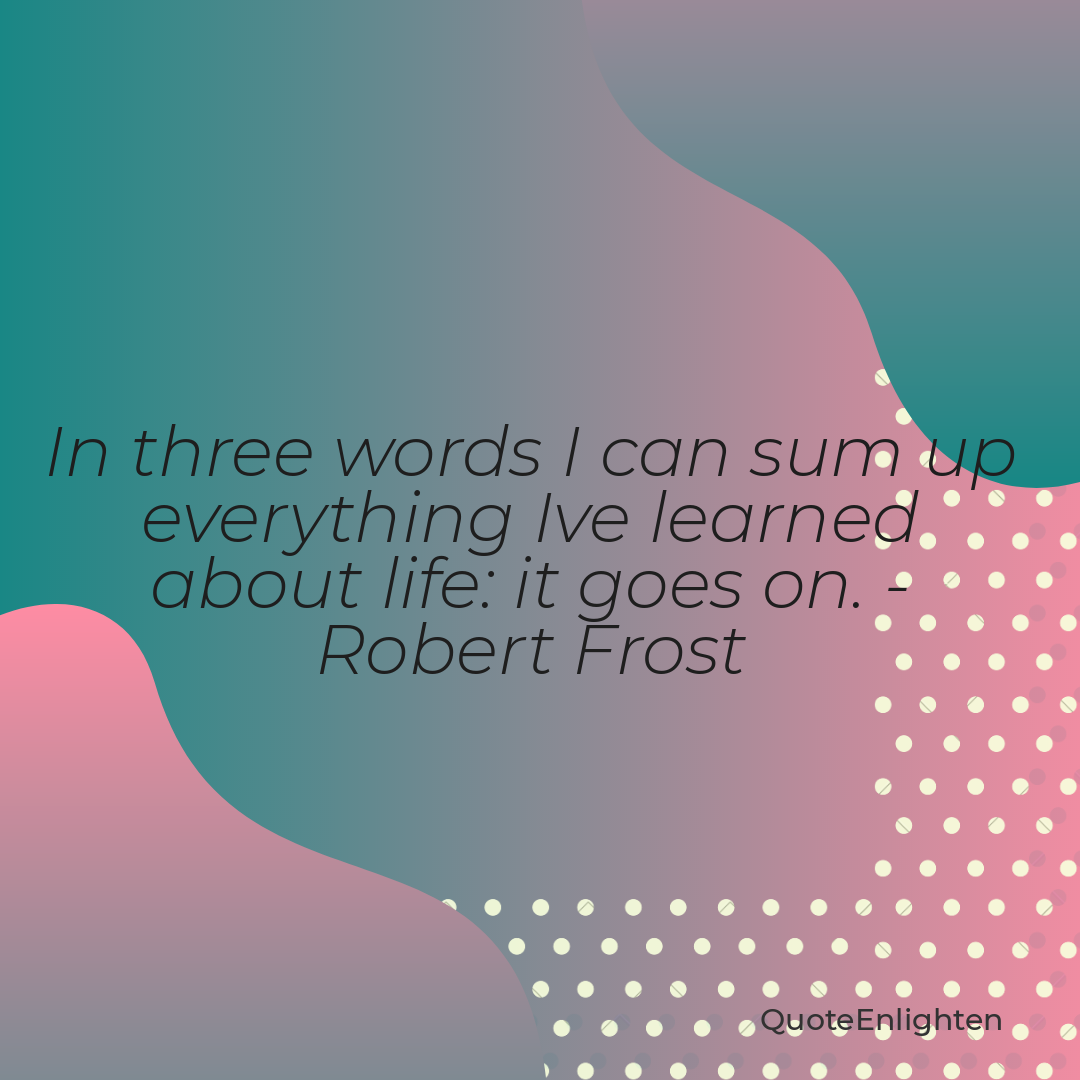 In three words I can sum up
everything Ive learned
about life: it goes on. -
Robert Frost
QuoteEnlighten